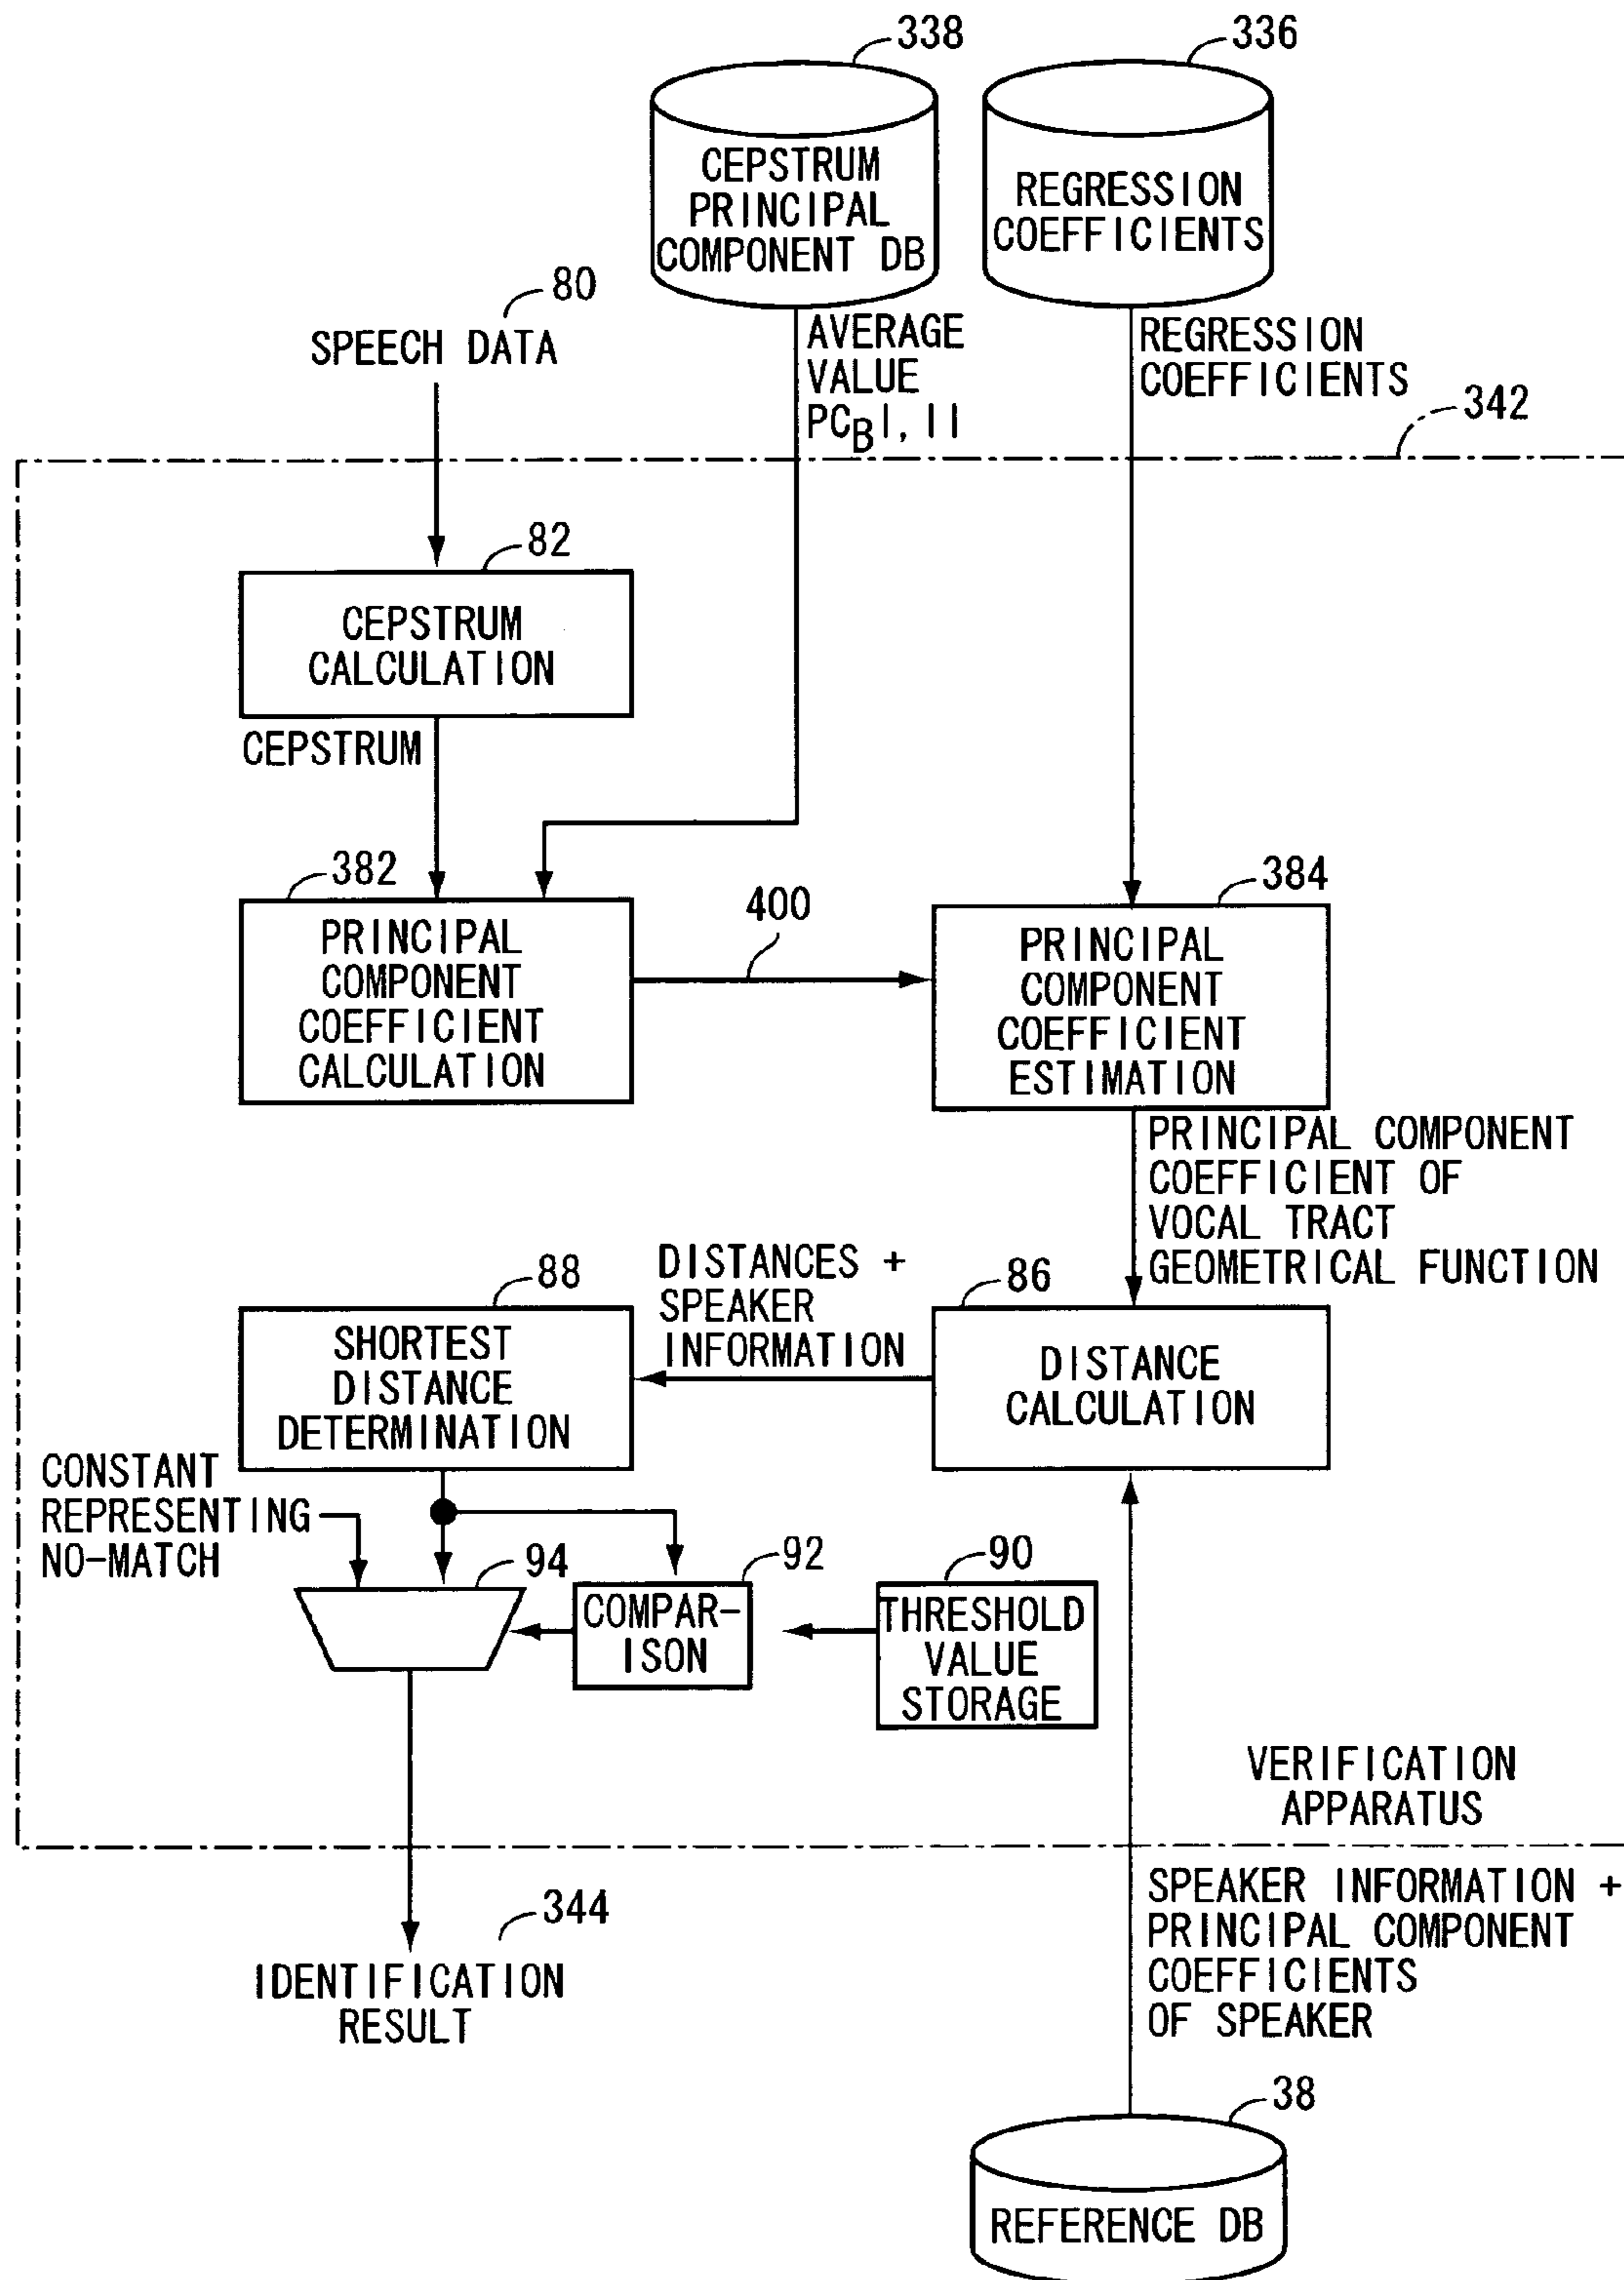 338
336
CEPSTRUM
PRINCIPAL
COMPONENT DB
REGRESSION
COEFFICIENTS
80
SPEECH DATA
AVERAGE
VALUE
PCBI, II
REGRESSION
COEFFICIENTS
342
82
CEPSTRUM
CALCULATION
CEPSTRUM
382
PRINCIPAL
COMPONENT
COEFFICIENT
CALCULATION
400
384
PRINCIPAL
COMPONENT
COEFFICIENT
ESTIMATION
PRINCIPAL COMPONENT
COEFFICIENT OF
VOCAL TRACT
GEOMETRICAL FUNCTION
88
SHORTEST
DISTANCE
DETERMINATION
DISTANCES +
SPEAKER
INFORMATION
86
DISTANCE
CALCULATION
CONSTANT
REPRESENTING
NO-MATCH
94
92
COMPAR-
ISON
90
THRESHOLD
VALUE
STORAGE
VERIFICATION
APPARATUS
344
IDENTIFICATION
RESULT
SPEAKER INFORMATION +
PRINCIPAL COMPONENT
COEFFICIENTS
OF SPEAKER
38
REFERENCE DB